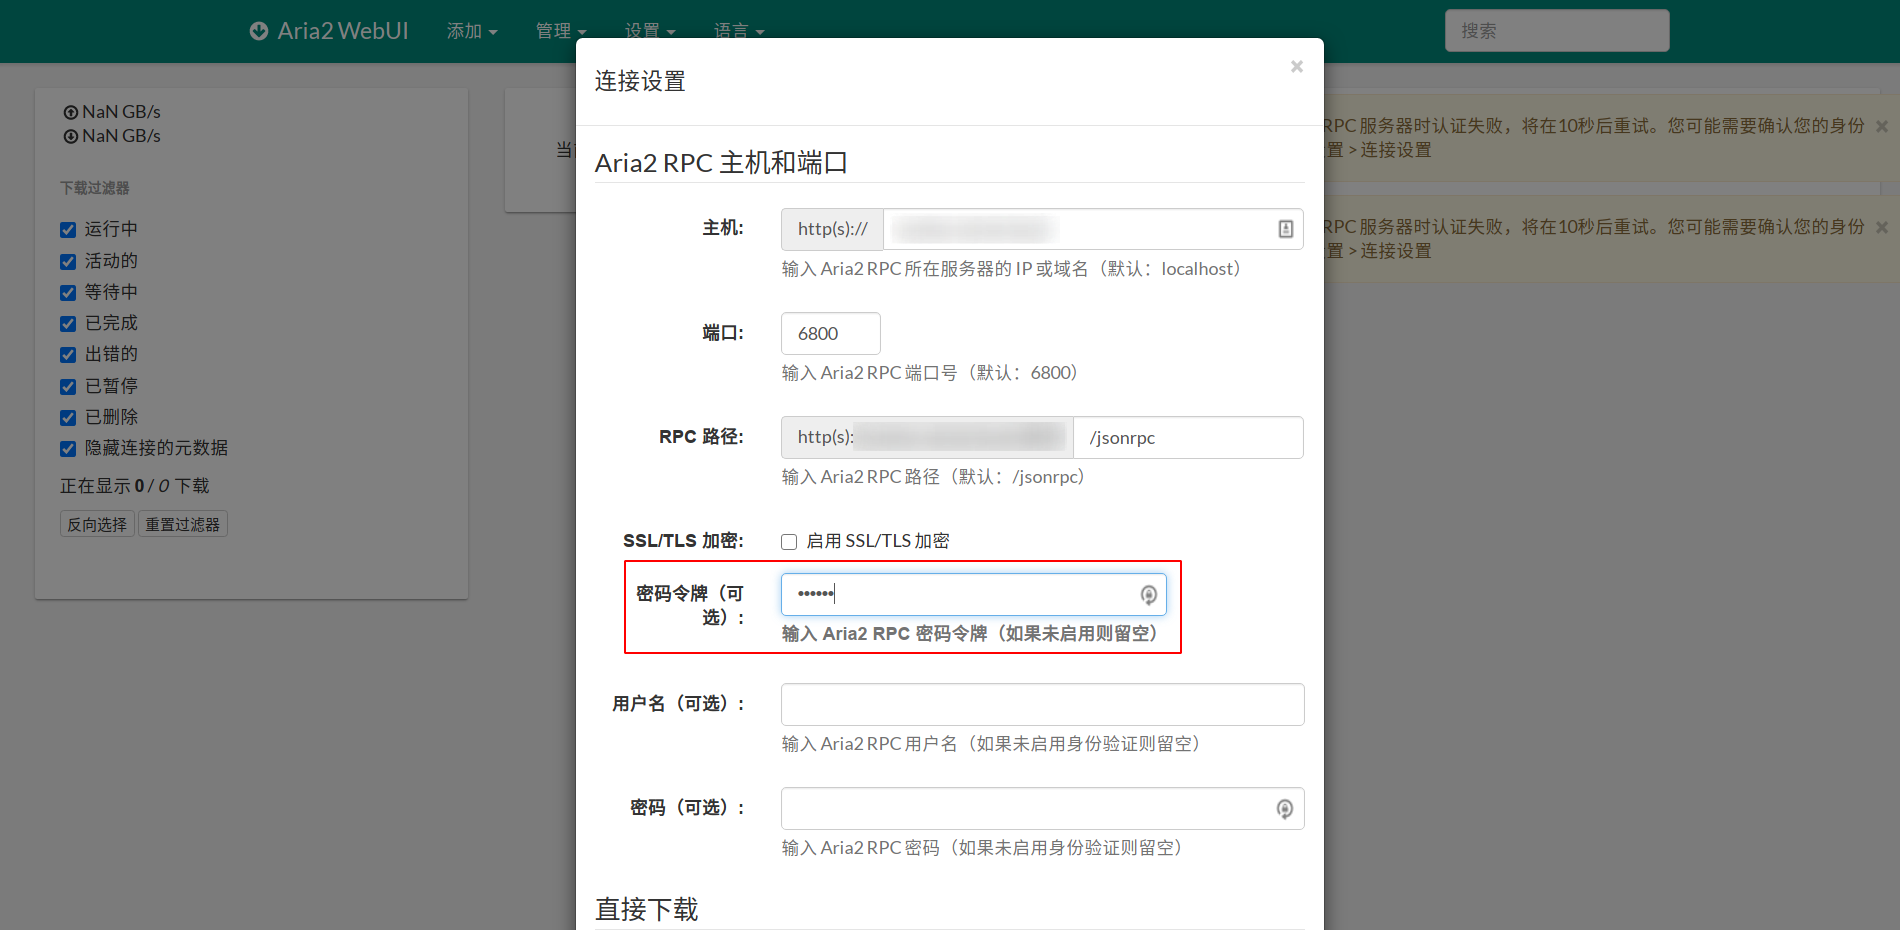 Aria2 WebUI 添加 管理 设置 语言 搜索
NaN GB/s
NaN GB/s
下载过滤器
运行中
活动的
等待中
已完成
出错的
已暂停
已删除
隐藏连接的元数据
正在显示 0 / 0 下载
反向选择 重置过滤器
当
连接设置
×
Aria2 RPC 主机和端口
主机: http(s)://
输入 Aria2 RPC 所在服务器的 IP 或域名（默认：localhost）
端口: 6800
输入 Aria2 RPC 端口号（默认：6800）
RPC 路径: http(s): /jsonrpc
输入 Aria2 RPC 路径（默认：/jsonrpc）
SSL/TLS 加密: 启用 SSL/TLS 加密
密码令牌（可
选）: ••••••
输入 Aria2 RPC 密码令牌（如果未启用则留空）
用户名（可选）:
输入 Aria2 RPC 用户名（如果未启用身份验证则留空）
密码（可选）:
输入 Aria2 RPC 密码（如果未启用身份验证则留空）
直接下载
RPC 服务器时认证失败，将在10秒后重试。您可能需要确认您的身份 ×
置 > 连接设置
RPC 服务器时认证失败，将在10秒后重试。您可能需要确认您的身份 ×
置 > 连接设置